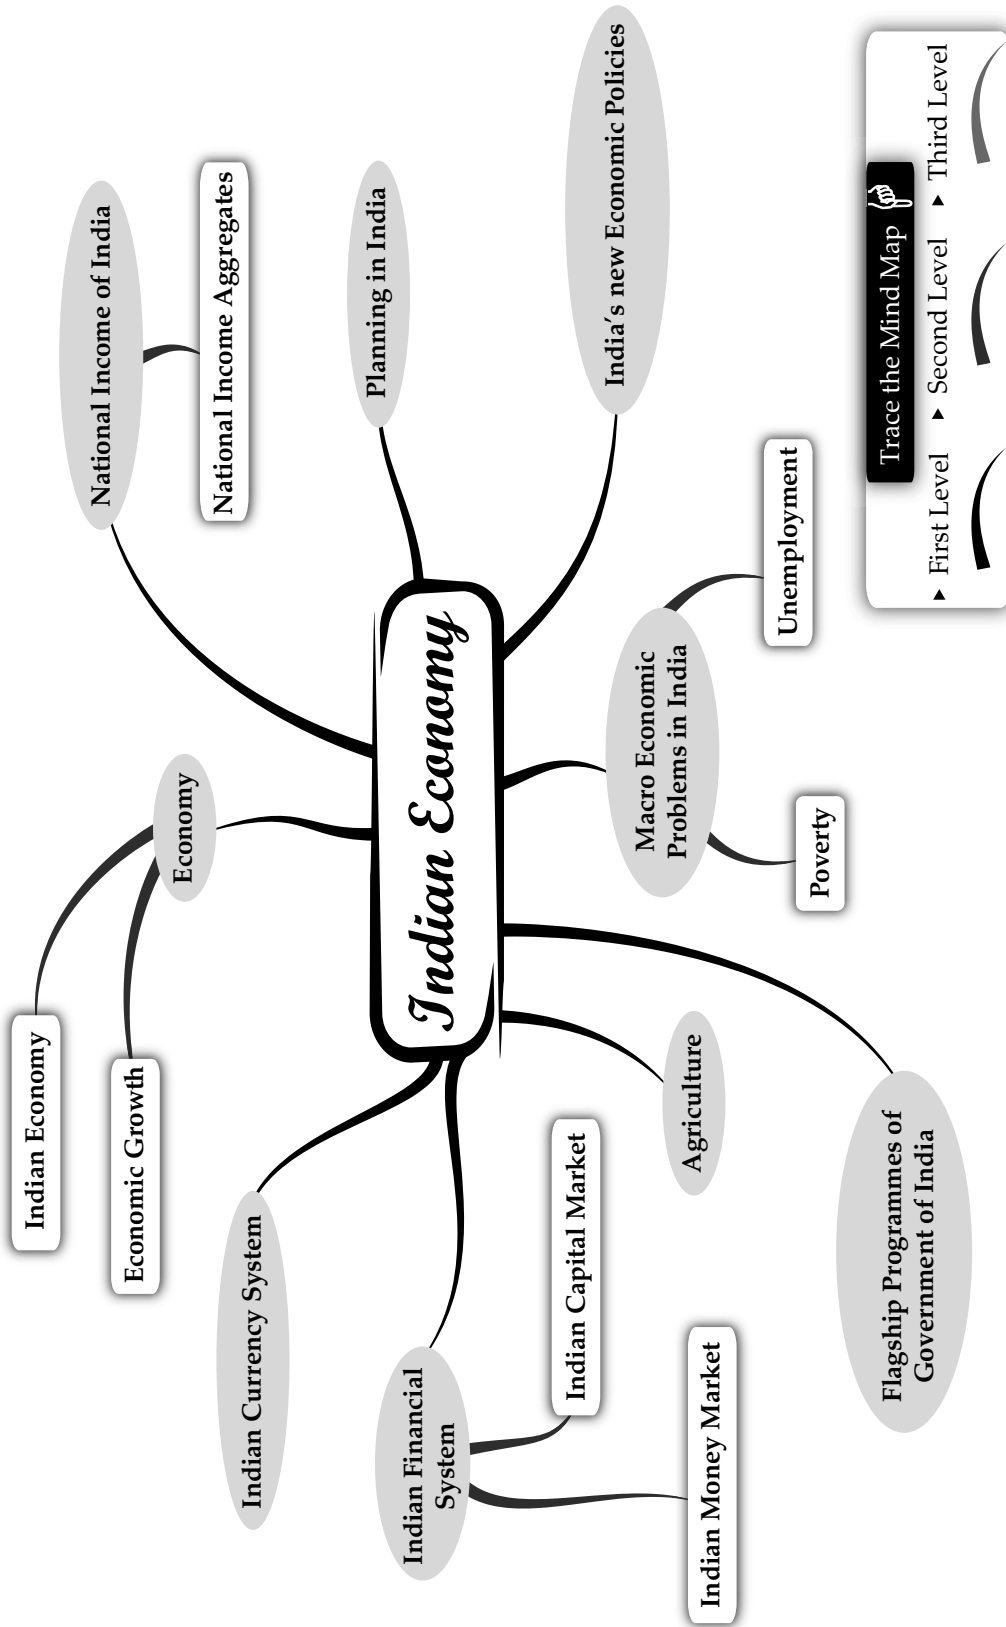 Indian Economy
Economic Growth
Economy
National Income of India
National Income Aggregates
Indian Currency System
Planning in India
Indian Economy
Indian Financial
System
India´s new Economic Policies
Indian Capital Market
Indian Money Market
Agriculture
Macro Economic
Problems in India
Unemployment
Poverty
Flagship Programmes of
Government of India
Trace the Mind Map
▶ First Level ▶ Second Level ▶ Third Level